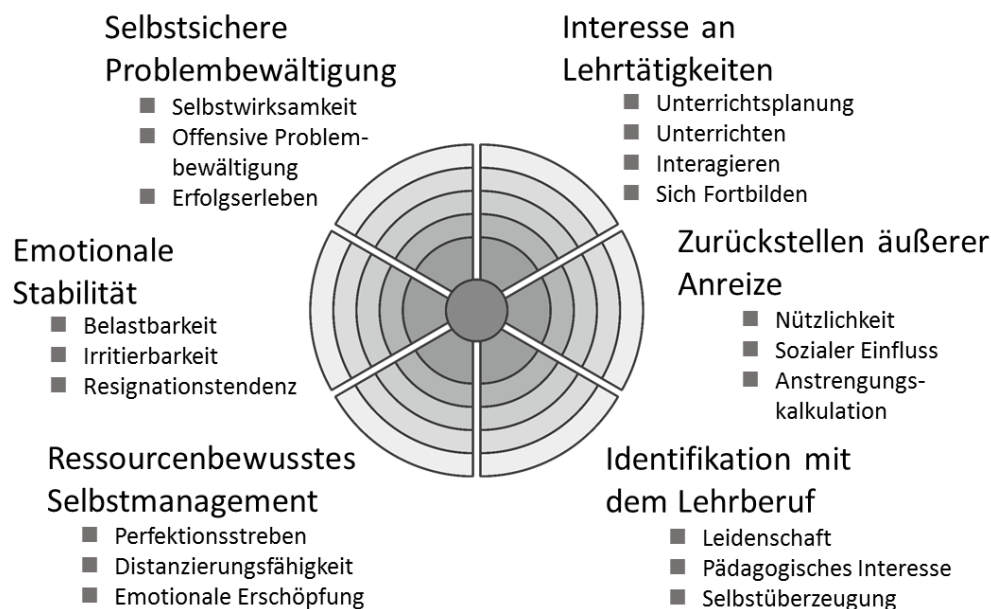 Selbstsichere
Problembewältigung
Selbstwirksamkeit
Offensive Problem-
bewältigung
Erfolgserleben
Interesse an
Lehrtätigkeiten
Unterrichtsplanung
Unterrichten
Interagieren
Sich Fortbilden
Emotionale
Stabilität
Belastbarkeit
Irritierbarkeit
Resignationstendenz
Zurückstellen äußerer
Anreize
Nützlichkeit
Sozialer Einfluss
Anstrengungs-
kalkulation
Ressourcenbewusstes
Selbstmanagement
Perfektionsstreben
Distanzierungsfähigkeit
Emotionale Erschöpfung
Identifikation mit
dem Lehrberuf
Leidenschaft
Pädagogisches Interesse
Selbstüberzeugung